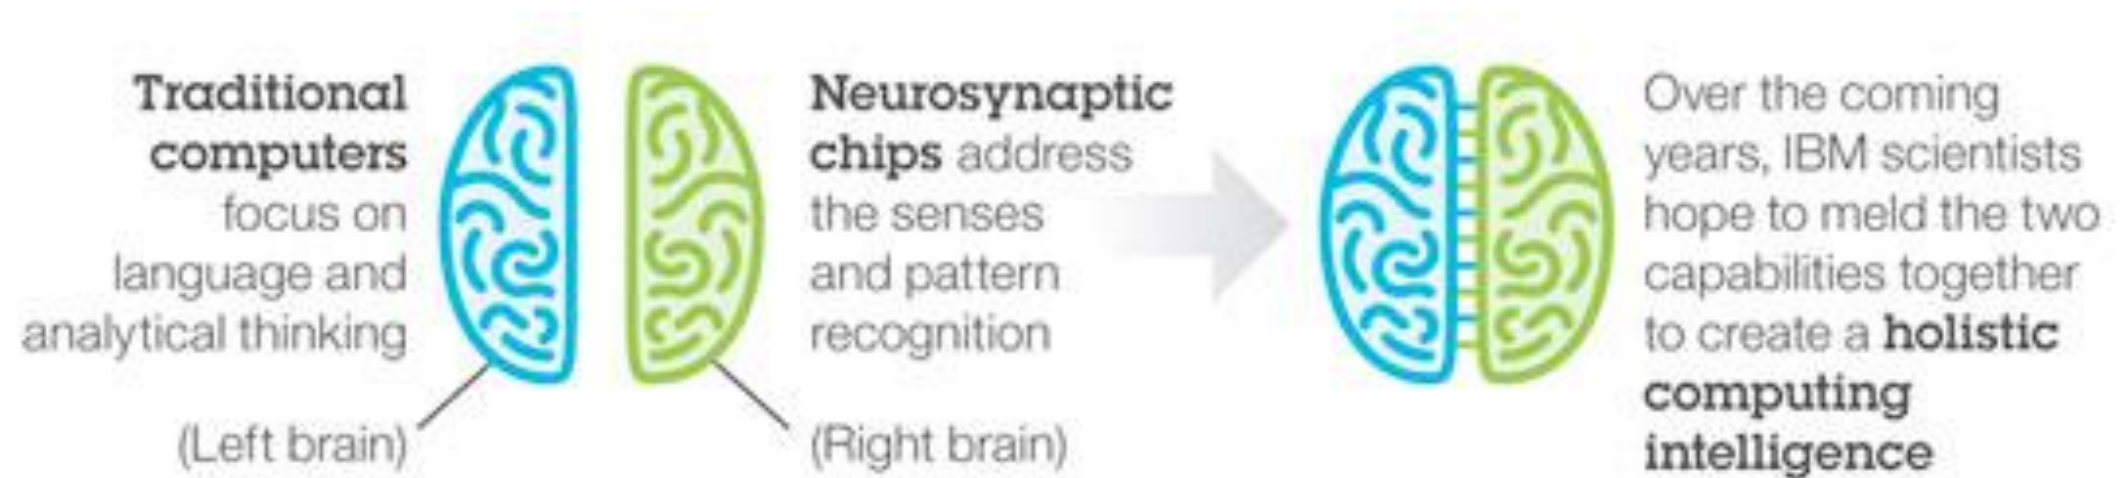 Traditional
computers
focus on
language and
analytical thinking
(Left brain)
Neurosynaptic
chips address
the senses
and pattern
recognition
(Right brain)
Over the coming
years, IBM scientists
hope to meld the two
capabilities together
to create a holistic
computing
intelligence